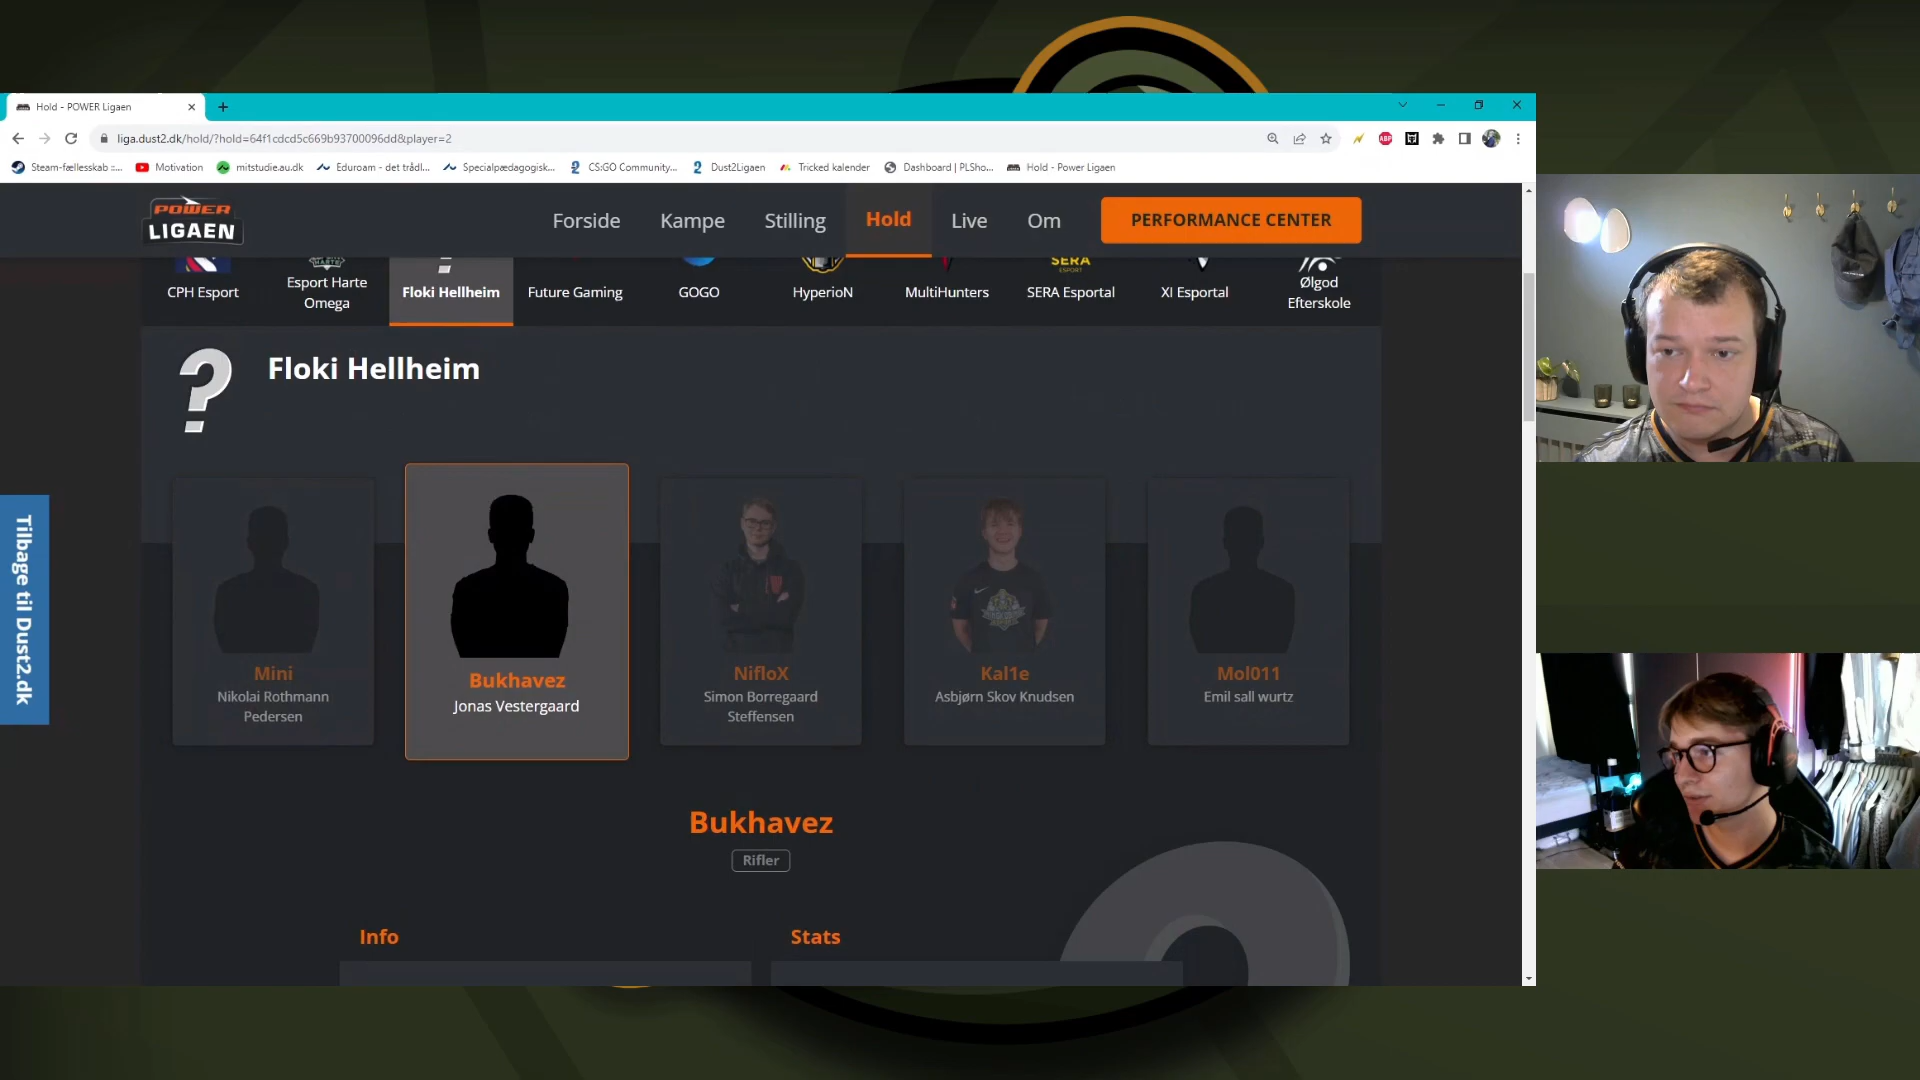 Hold - POWER Ligaen
liga.dust2.dk/hold/?hold=64f1cdcd5c669b93700096dd&player=2
Steam-fællesskab ::... Motivation mitstudie.au.dk Eduroam - det trådl... Specialpædagogisk... CS:GO Community... Dust2Ligaen Tricked kalender Dashboard | PLSho... Hold - Power Ligaen
POWER
LIGAEN
Forside Kampe Stilling Hold Live Om PERFORMANCE CENTER
CPH Esport
Esport Harte
Omega
Floki Hellheim
Future Gaming
GOGO
HyperioN
MultiHunters
SERA
ESPORT
SERA Esportal
XI Esportal
Ølgod
Efterskole
Floki Hellheim
Tilbage til Dust2.dk
Mini
Nikolai Rothmann
Pedersen
Bukhavez
Jonas Vestergaard
NifloX
Simon Borregaard
Steffensen
Kal1e
Asbjørn Skov Knudsen
Mol011
Emil sall wurtz
Bukhavez
Rifler
Info
Stats